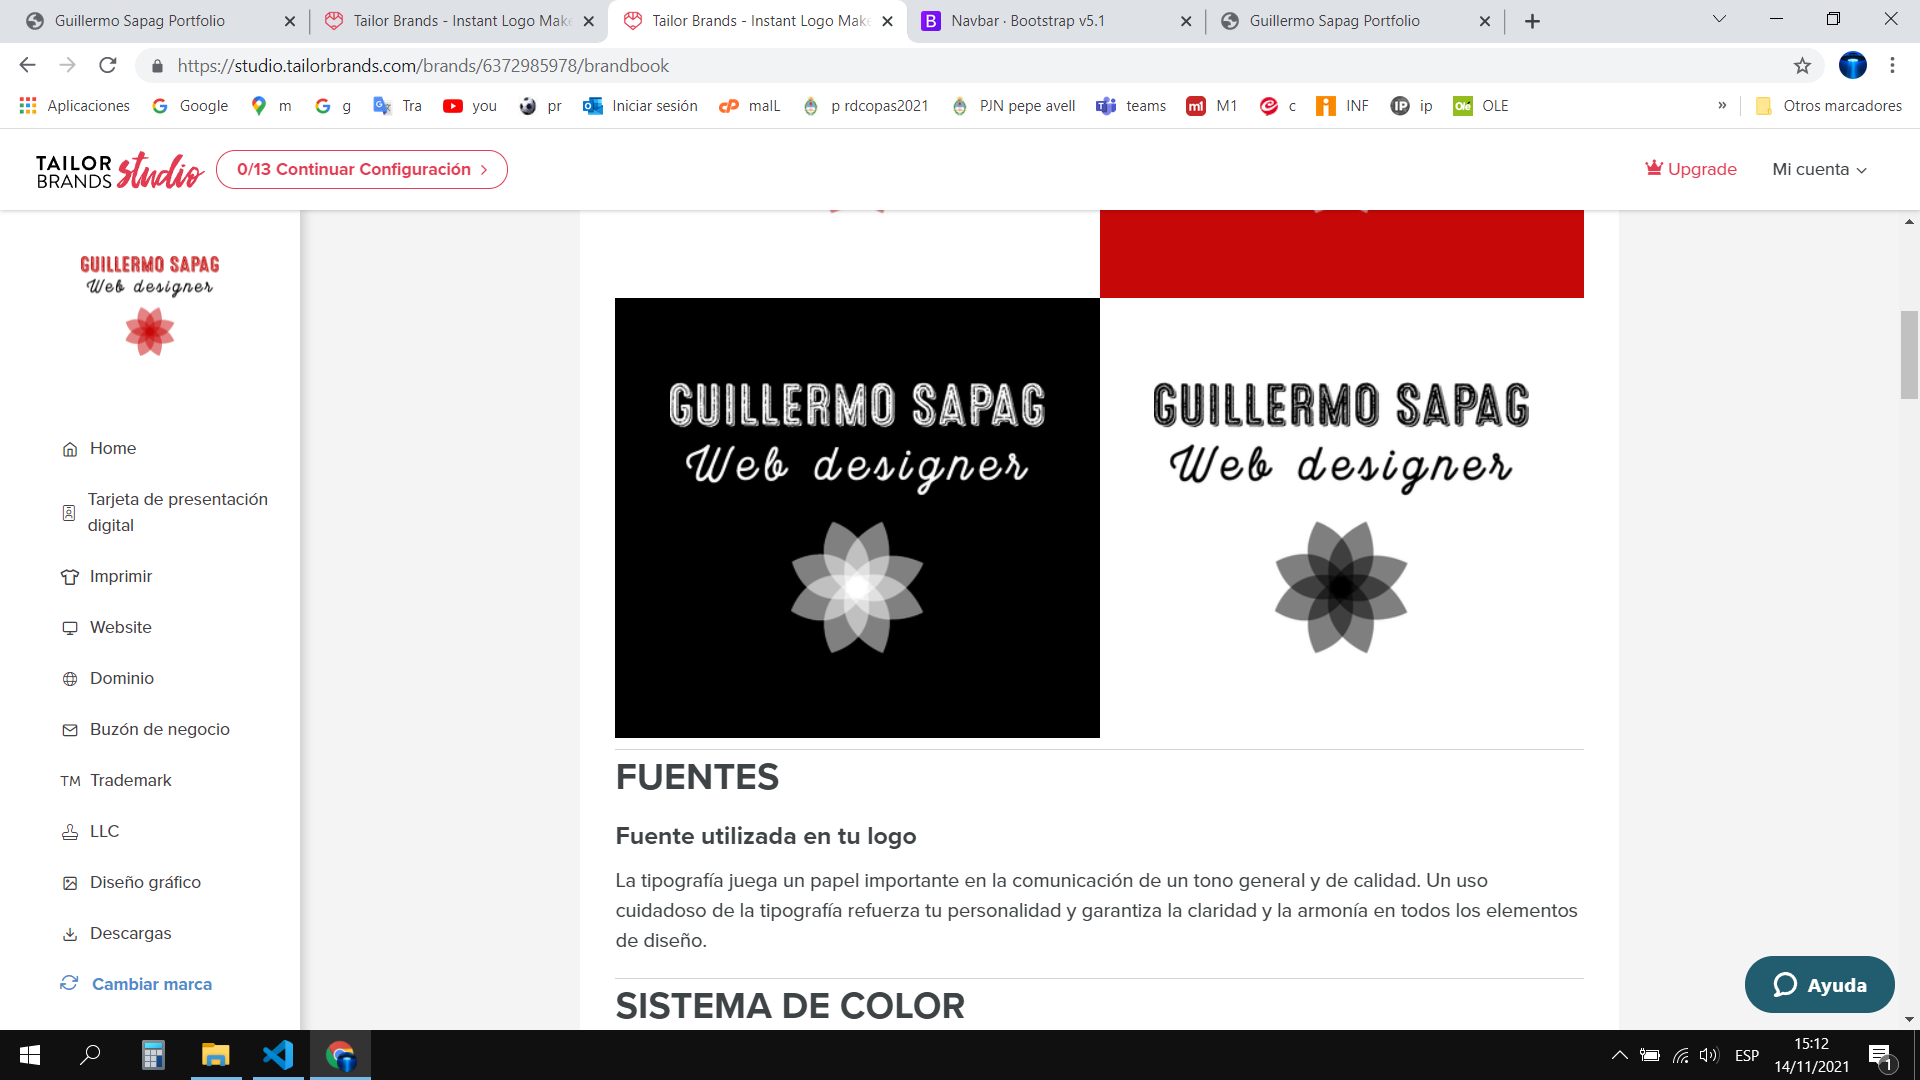 Guillermo Sapag Portfolio
Tailor Brands - Instant Logo Make
Tailor Brands - Instant Logo Make
Navbar · Bootstrap v5.1
Guillermo Sapag Portfolio
https://studio.tailorbrands.com/brands/6372985978/brandbook
Aplicaciones
Google
m
g
Tra
you
pr
Iniciar sesión
maIL
p rdcopas2021
PJN pepe avell
teams
M1
c
INF
ip
OLE
»
Otros marcadores
TAILOR BRANDS studio
0/13 Continuar Configuración >
Upgrade
Mi cuenta
GUILLERMO SAPAG
Web designer
Home
Tarjeta de presentación
digital
Imprimir
Website
Dominio
Buzón de negocio
TM Trademark
LLC
Diseño gráfico
Descargas
Cambiar marca
GUILLERMO SAPAG
Web designer
GUILLERMO SAPAG
Web designer
FUENTES
Fuente utilizada en tu logo
La tipografía juega un papel importante en la comunicación de un tono general y de calidad. Un uso
cuidadoso de la tipografía refuerza tu personalidad y garantiza la claridad y la armonía en todos los elementos
de diseño.
SISTEMA DE COLOR
Ayuda
ESP
15:12
14/11/2021
1